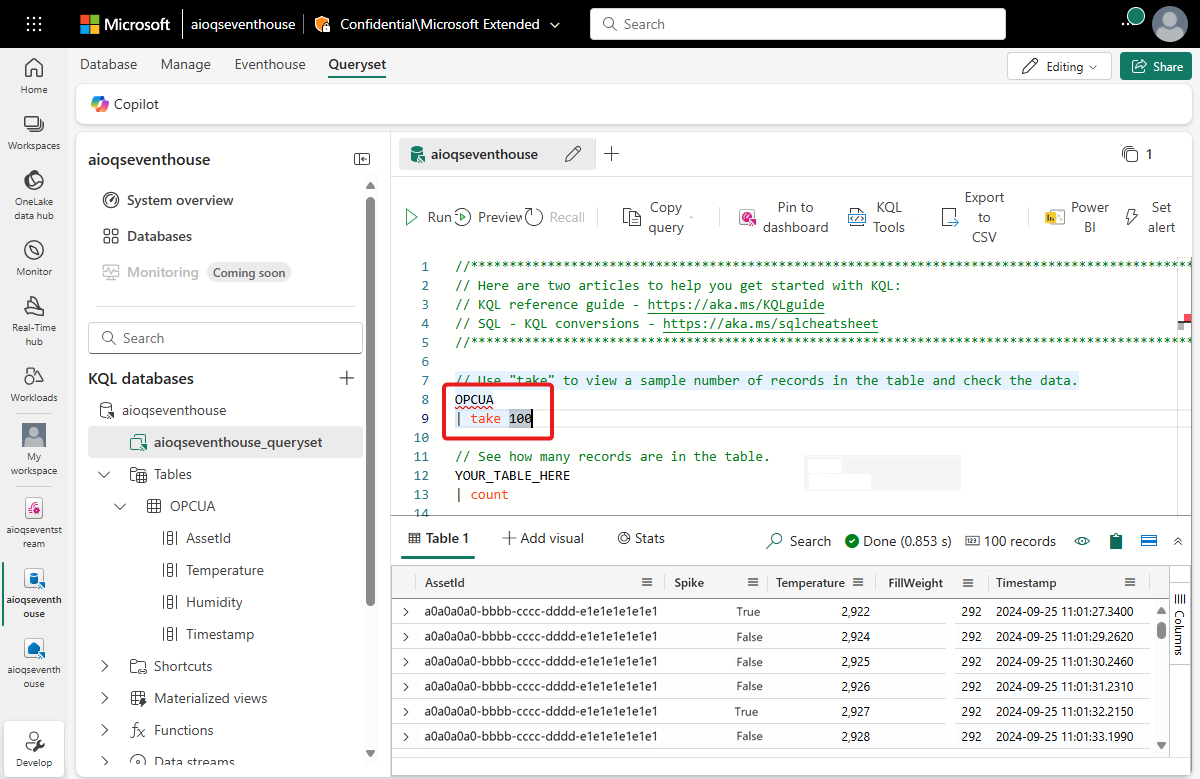 Microsoft
aioqseventhouse
Confidential\Microsoft Extended
Search
Home
Workspaces
OneLake
data hub
Monitor
Real-Time
hub
Workloads
My
workspace
aioqsevents
ream
aioqseventh
ouse
aioqseventh
ouse
Develop
Database
Manage
Eventhouse
Queryset
Editing
Share
Copilot
aioqseventhouse
System overview
Databases
Monitoring
Coming soon
Search
KQL databases
aioqseventhouse
aioqseventhouse_queryset
Tables
OPCUA
AssetId
Temperature
Humidity
Timestamp
Shortcuts
Materialized views
Functions
Data streams
aioqseventhouse
1
Run
Preview
Recall
Copy
query
Pin to
dashboard
KQL
Tools
Export
to
CSV
Power
BI
Set
alert
1 //***********************************************************************************************
2 // Here are two articles to help you get started with KQL:
3 // KQL reference guide - https://aka.ms/KQLguide
4 // SQL - KQL conversions - https://aka.ms/sqlcheatsheet
5 //***********************************************************************************************
6
7 // Use "take" to view a sample number of records in the table and check the data.
8 OPCUA
9 | take 100
10
11 // See how many records are in the table.
12 YOUR_TABLE_HERE
13 | count
14
Table 1
Add visual
Stats
Search
Done (0.853 s)
123 100 records
AssetId Spike Temperature FillWeight Timestamp
a0a0a0a0-bbbb-cccc-dddd-e1e1e1e1e1e1 True 2,922 292 2024-09-25 11:01:27.3400
a0a0a0a0-bbbb-cccc-dddd-e1e1e1e1e1e1 False 2,924 292 2024-09-25 11:01:29.2620
a0a0a0a0-bbbb-cccc-dddd-e1e1e1e1e1e1 False 2,925 292 2024-09-25 11:01:30.2460
a0a0a0a0-bbbb-cccc-dddd-e1e1e1e1e1e1 False 2,926 292 2024-09-25 11:01:31.2310
a0a0a0a0-bbbb-cccc-dddd-e1e1e1e1e1e1 True 2,927 292 2024-09-25 11:01:32.2150
a0a0a0a0-bbbb-cccc-dddd-e1e1e1e1e1e1 False 2,928 292 2024-09-25 11:01:33.1990
Columns